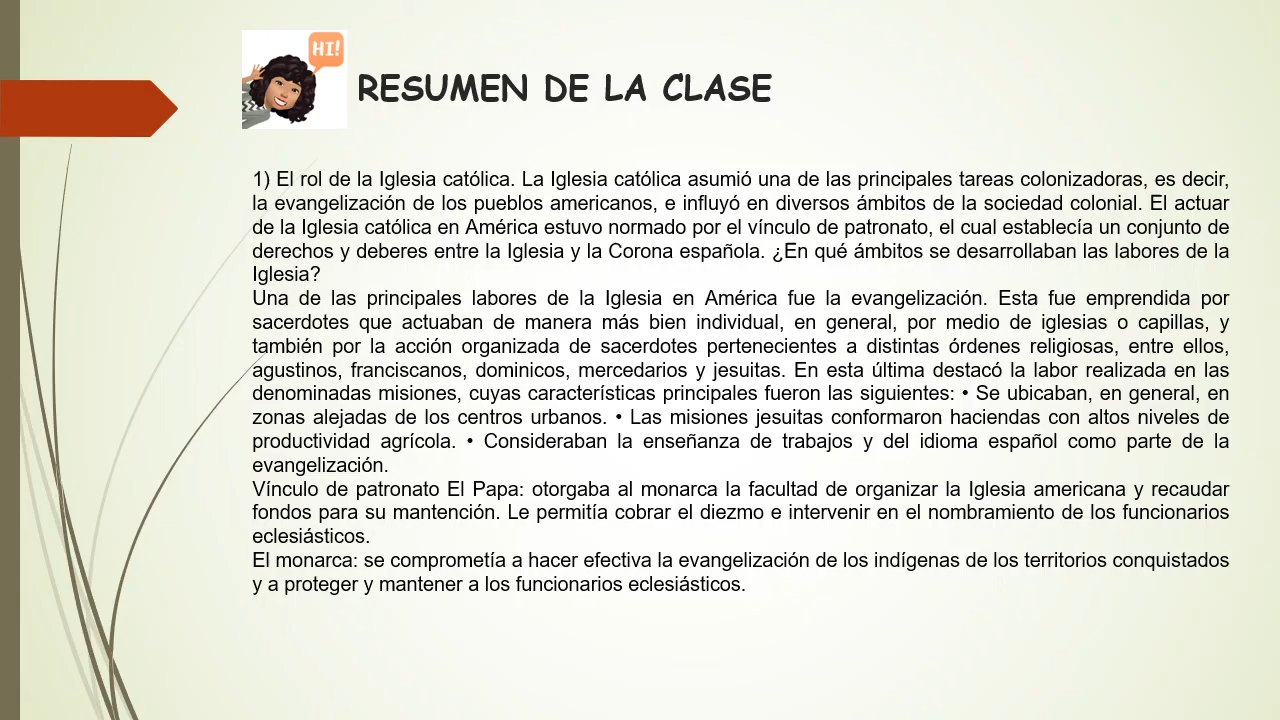 HI!
RESUMEN DE LA CLASE
1) El rol de la Iglesia católica. La Iglesia católica asumió una de las principales tareas colonizadoras, es decir,
la evangelización de los pueblos americanos, e influyó en diversos ámbitos de la sociedad colonial. El actuar
de la Iglesia católica en América estuvo normado por el vínculo de patronato, el cual establecía un conjunto de
derechos y deberes entre la Iglesia y la Corona española. ¿En qué ámbitos se desarrollaban las labores de la
Iglesia?
Una de las principales labores de la Iglesia en América fue la evangelización. Esta fue emprendida por
sacerdotes que actuaban de manera más bien individual, en general, por medio de iglesias o capillas, y
también por la acción organizada de sacerdotes pertenecientes a distintas órdenes religiosas, entre ellos,
agustinos, franciscanos, dominicos, mercedarios y jesuitas. En esta última destacó la labor realizada en las
denominadas misiones, cuyas características principales fueron las siguientes: • Se ubicaban, en general, en
zonas alejadas de los centros urbanos. • Las misiones jesuitas conformaron haciendas con altos niveles de
productividad agrícola. • Consideraban la enseñanza de trabajos y del idioma español como parte de la
evangelización.
Vínculo de patronato El Papa: otorgaba al monarca la facultad de organizar la Iglesia americana y recaudar
fondos para su mantención. Le permitía cobrar el diezmo e intervenir en el nombramiento de los funcionarios
eclesiásticos.
El monarca: se comprometía a hacer efectiva la evangelización de los indígenas de los territorios conquistados
y a proteger y mantener a los funcionarios eclesiásticos.